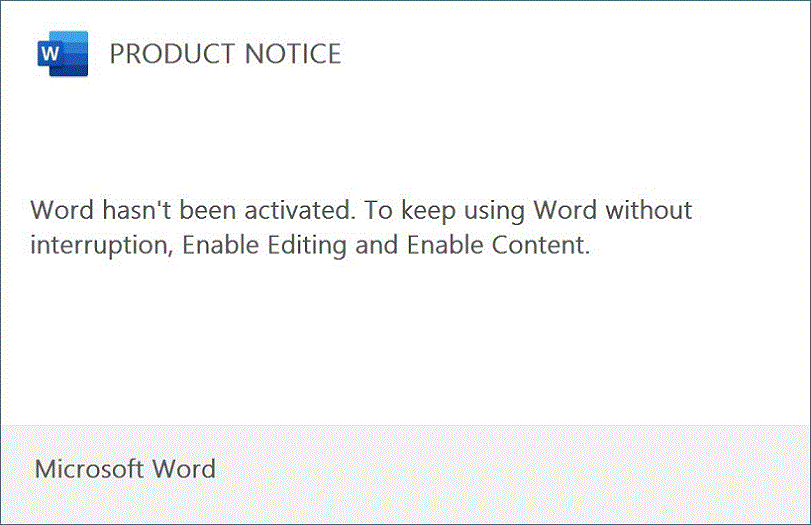 W
PRODUCT NOTICE
Word hasn't been activated. To keep using Word without
interruption, Enable Editing and Enable Content.
Microsoft Word